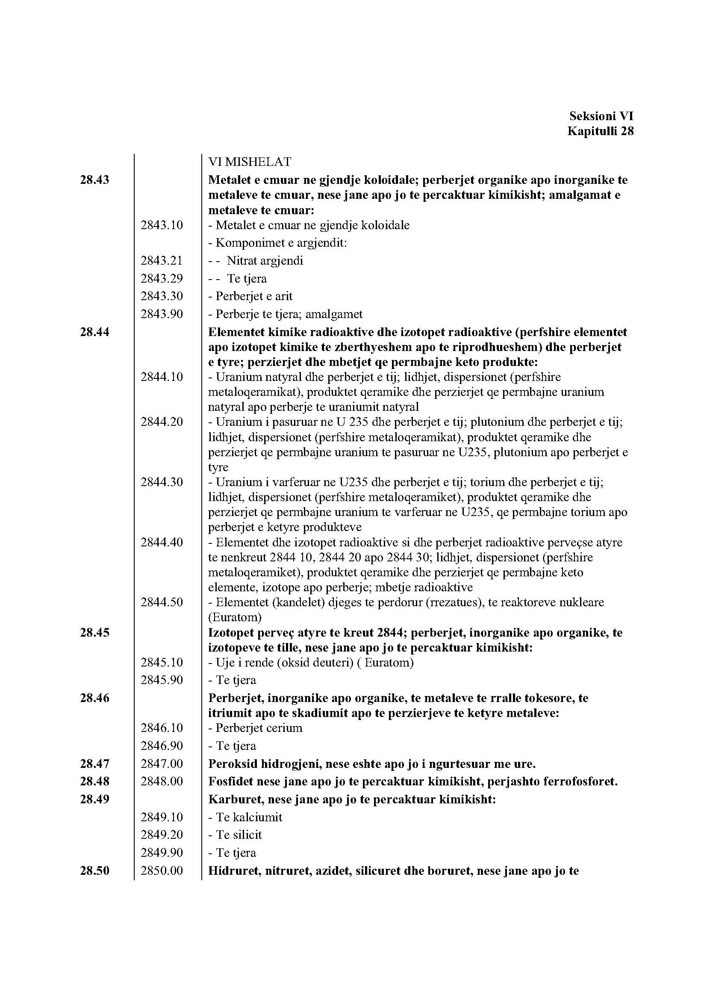 Seksioni VI
Kapitulli 28
VI MISHELAT
28.43 Metalet e cmuar ne gjendje koloidale; perberjet organike apo inorganike te
metaleve te cmuar, nese jane apo jo te percaktuar kimikisht; amalgamat e
metaleve te cmuar:
2843.10 - Metalet e cmuar ne gjendje koloidale
- Komponimet e argjendit:
2843.21 - - Nitrat argjendi
2843.29 - - Te tjera
2843.30 - Perberjet e arit
2843.90 - Perberje te tjera; amalgamet
28.44 Elementet kimike radioaktive dhe izotopet radioaktive (perfshire elementet
apo izotopet kimike te zberthyeshem apo te riprodhueshem) dhe perberjet
e tyre; perzierjet dhe mbetjet qe permbajne keto produkte:
2844.10 - Uranium natyral dhe perberjet e tij; lidhjet, dispersionet (perfshire
metaloqeramikat), produktet qeramike dhe perzierjet qe permbajne uranium
natyral apo perberje te uraniumit natyral
2844.20 - Uranium i pasuruar ne U 235 dhe perberjet e tij; plutonium dhe perberjet e tij;
lidhjet, dispersionet (perfshire metaloqeramikat), produktet qeramike dhe
perzierjet qe permbajne uranium te pasuruar ne U235, plutonium apo perberjet e
tyre
2844.30 - Uranium i varferuar ne U235 dhe perberjet e tij; torium dhe perberjet e tij;
lidhjet, dispersionet (perfshire metaloqeramiket), produktet qeramike dhe
perzierjet qe permbajne uranium te varferuar ne U235, qe permbajne torium apo
perberjet e ketyre produkteve
2844.40 - Elementet dhe izotopet radioaktive si dhe perberjet radioaktive perveçse atyre
te nenkreut 2844 10, 2844 20 apo 2844 30; lidhjet, dispersionet (perfshire
metaloqeramiket), produktet qeramike dhe perzierjet qe permbajne keto
elemente, izotope apo perberje; mbetje radioaktive
2844.50 - Elementet (kandelet) djeges te perdorur (rrezatues), te reaktoreve nukleare
(Euratom)
28.45 Izotopet perveç atyre te kreut 2844; perberjet, inorganike apo organike, te
izotopeve te tille, nese jane apo jo te percaktuar kimikisht:
2845.10 - Uje i rende (oksid deuteri) ( Euratom)
2845.90 - Te tjera
28.46 Perberjet, inorganike apo organike, te metaleve te rralle tokesore, te
itriumit apo te skadiumit apo te perzierjeve te ketyre metaleve:
2846.10 - Perberjet cerium
2846.90 - Te tjera
28.47 2847.00 Peroksid hidrogjeni, nese eshte apo jo i ngurtesuar me ure.
28.48 2848.00 Fosfidet nese jane apo jo te percaktuar kimikisht, perjashto ferrofosforet.
28.49 Karburet, nese jane apo jo te percaktuar kimikisht:
2849.10 - Te kalciumit
2849.20 - Te silicit
2849.90 - Te tjera
28.50 2850.00 Hidruret, nitruret, azidet, silicuret dhe boruret, nese jane apo jo te